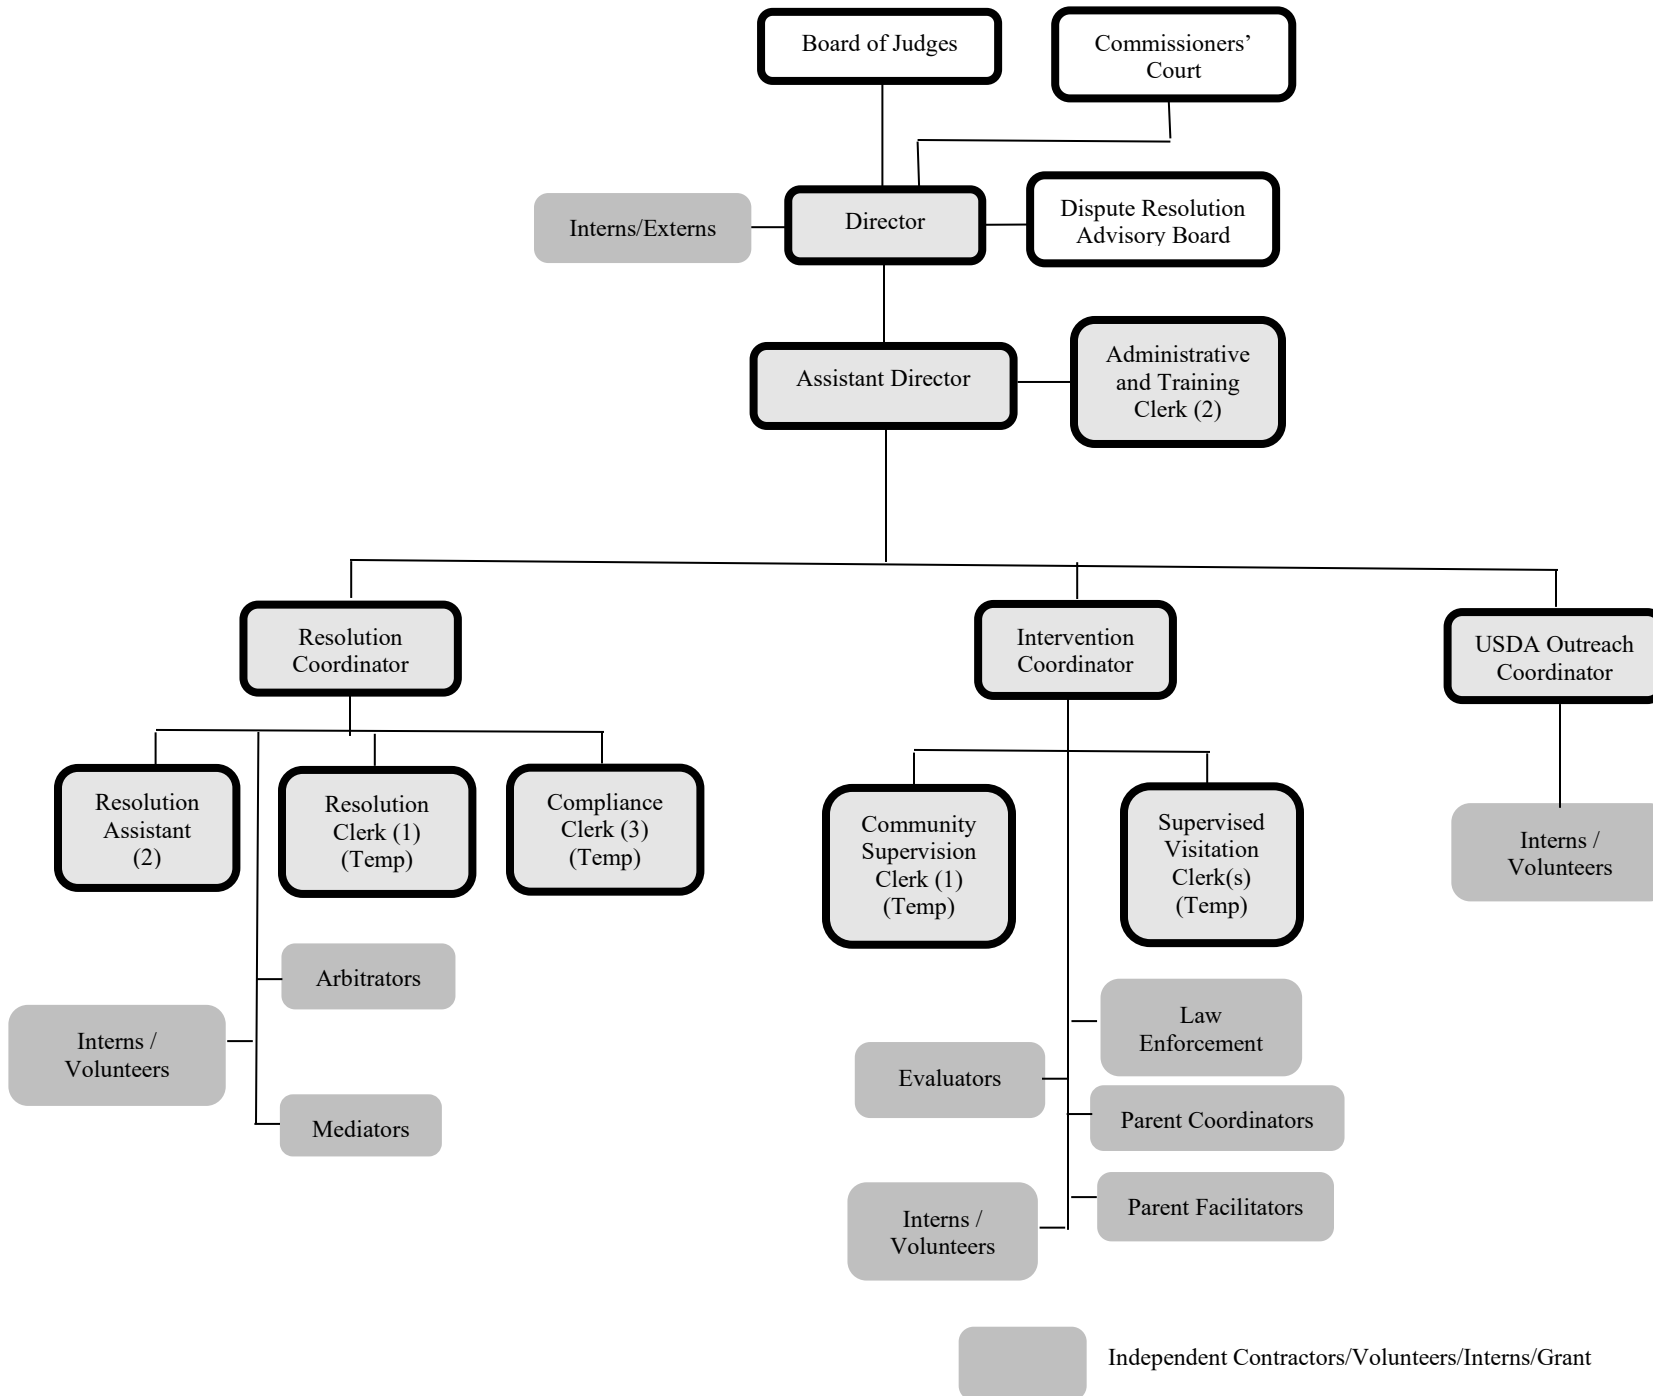 Board of Judges
Commissioners’
Court
Interns/Externs
Director
Dispute Resolution
Advisory Board
Assistant Director
Administrative
and Training
Clerk (2)
Resolution
Coordinator
Intervention
Coordinator
USDA Outreach
Coordinator
Resolution
Assistant
(2)
Resolution
Clerk (1)
(Temp)
Compliance
Clerk (3)
(Temp)
Community
Supervision
Clerk (1)
(Temp)
Supervised
Visitation
Clerk(s)
(Temp)
Interns /
Volunteers
Arbitrators
Interns /
Volunteers
Mediators
Law
Enforcement
Evaluators
Parent Coordinators
Parent Facilitators
Interns /
Volunteers
Independent Contractors/Volunteers/Interns/Grant